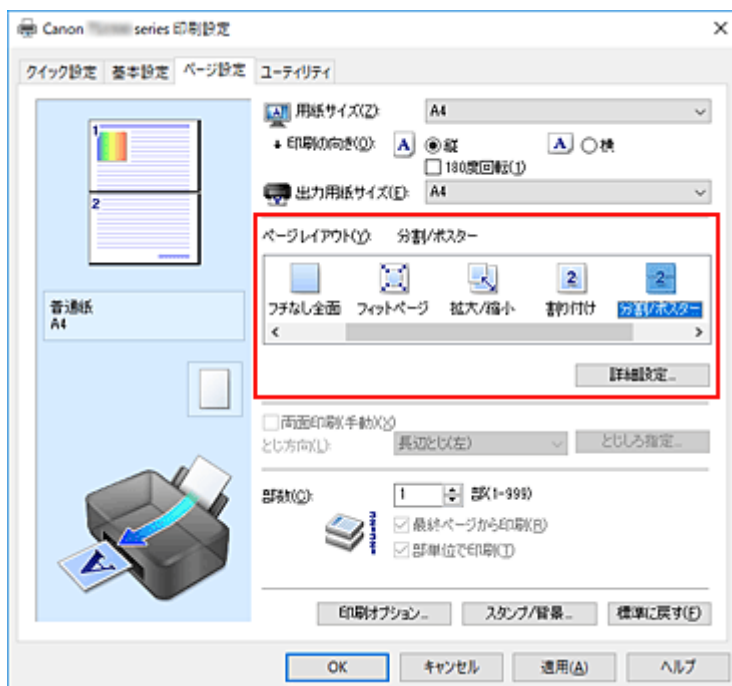 Canon series 印刷設定
クイック設定 基本設定 ページ設定 ユーティリティ
用紙サイズ(Z): A4
印刷の向き(O): A 縦 A 横
180度回転(1)
出力用紙サイズ(E): A4
ページレイアウト(Y): 分割/ポスター
フチなし全面 フィットページ 拡大/縮小 割り付け 分割/ポスター
詳細設定...
1
2
普通紙
A4
両面印刷(手動)(X)
とじ方向(L): 長辺とじ(左) とじしろ指定...
部数(C): 1 部(1-999)
最終ページから印刷(R)
部単位で印刷(T)
印刷オプション... スタンプ/背景... 標準に戻す(F)
OK キャンセル 適用(A) ヘルプ